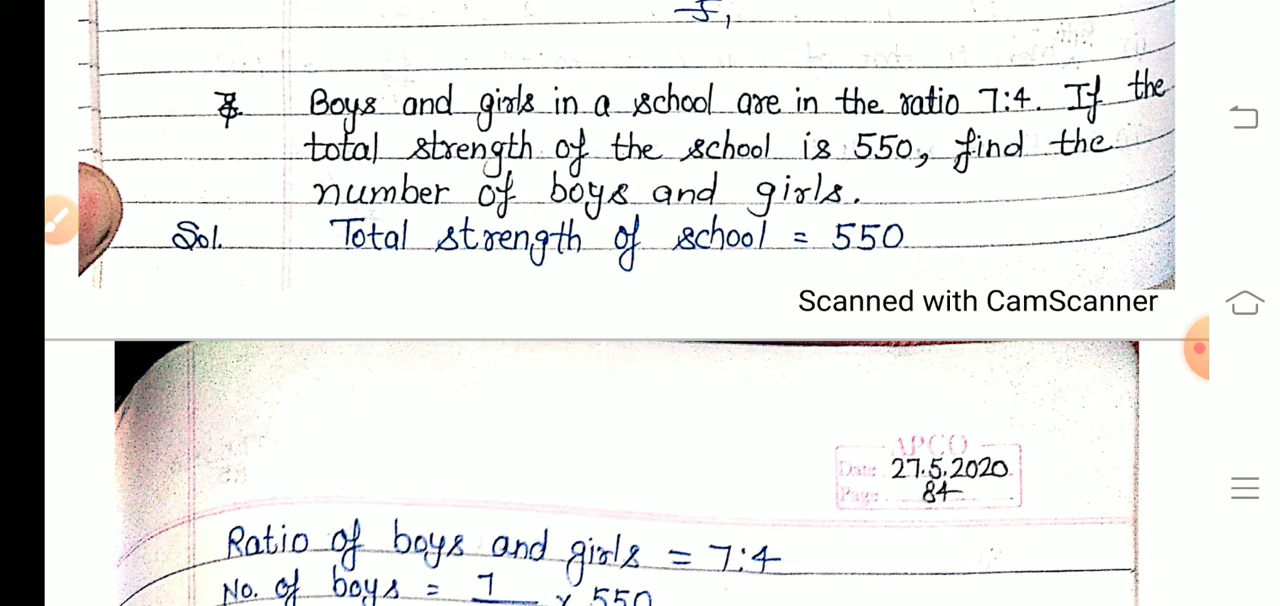 Boys and girls in a school are in the ratio 7:4. If the
total strength of the school is 550, find the
number of boys and girls.
Sol. Total strength of school = 550
Scanned with CamScanner
APCO
Date: 27.5.2020
Page: 84
Ratio of boys and girls = 7:4
No. of boys = 7 x 550